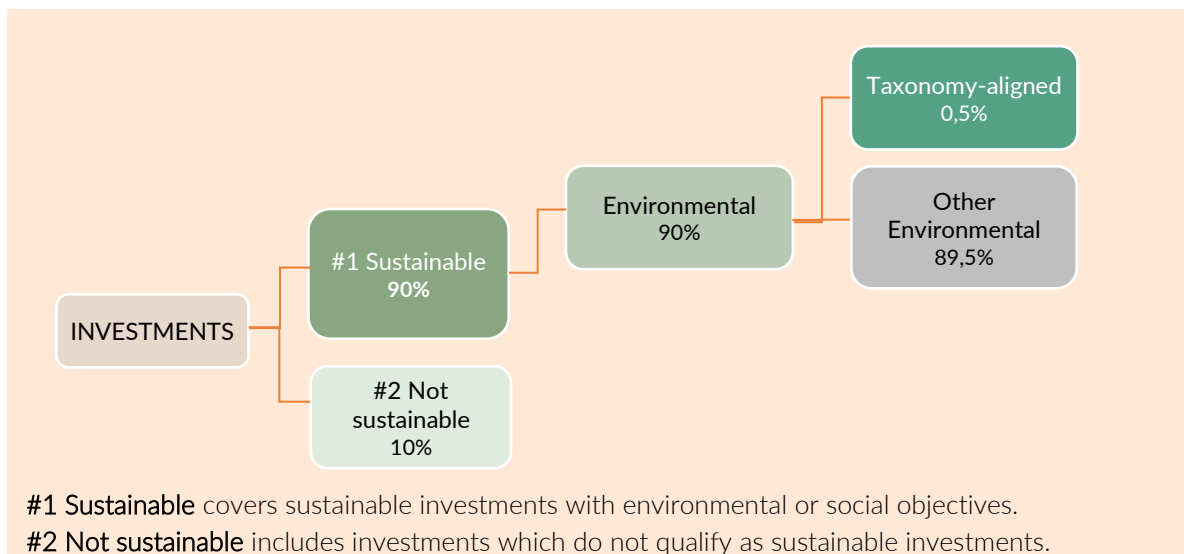 Taxonomy-aligned
0,5%
Environmental
90%
Other
Environmental
89,5%
#1 Sustainable
90%
INVESTMENTS
#2 Not
sustainable
10%
#1 Sustainable covers sustainable investments with environmental or social objectives.
#2 Not sustainable includes investments which do not qualify as sustainable investments.